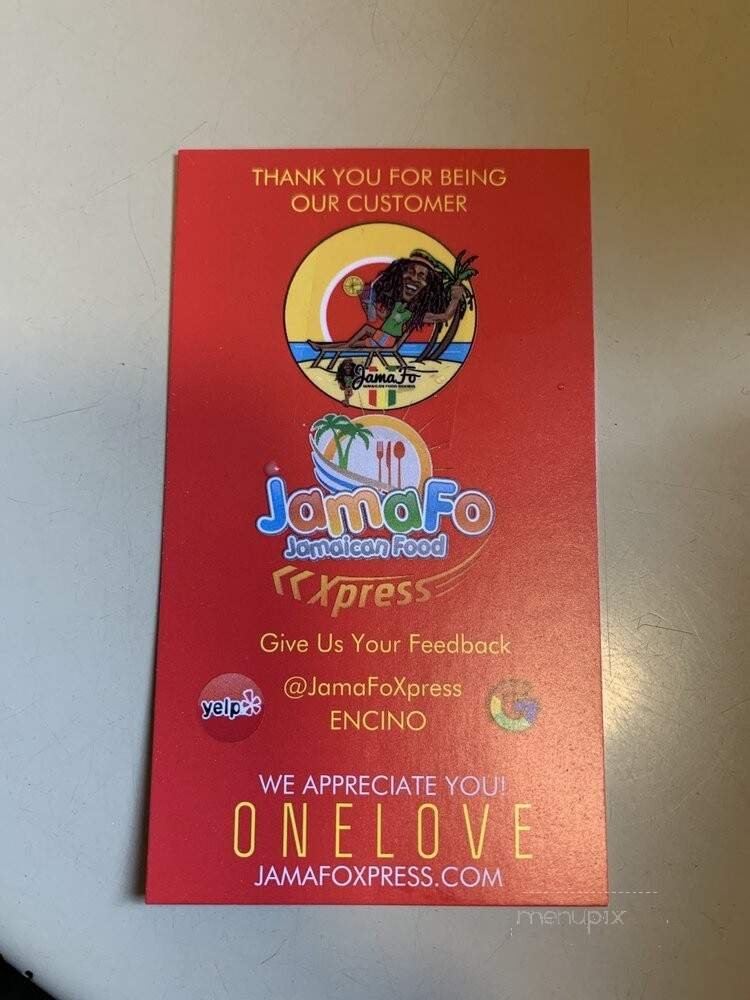 THANK YOU FOR BEING
OUR CUSTOMER
JamaFo
JamaFo
Jamaican Food
Xpress
Give Us Your Feedback
@JamaFoXpress
yelp
ENCINO
WE APPRECIATE YOU!
ONELOVE
JAMAFOXPRESS.COM
menupix